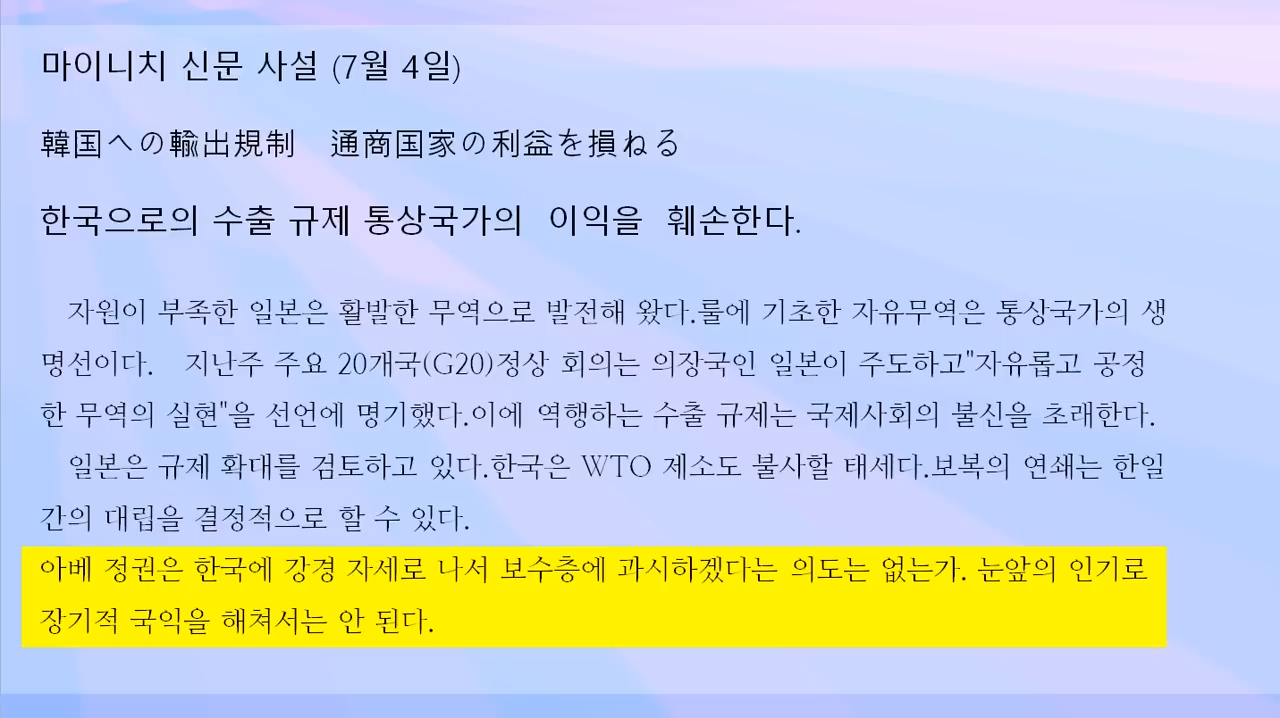 마이니치 신문 사설 (7월 4일)
韓国への輸出規制　通商国家の利益を損ねる
한국으로의 수출 규제 통상국가의 이익을 훼손한다.
자원이 부족한 일본은 활발한 무역으로 발전해 왔다.룰에 기초한 자유무역은 통상국가의 생
명선이다. 지난주 주요 20개국(G20)정상 회의는 의장국인 일본이 주도하고"자유롭고 공정
한 무역의 실현"을 선언에 명기했다.이에 역행하는 수출 규제는 국제사회의 불신을 초래한다.
일본은 규제 확대를 검토하고 있다.한국은 WTO 제소도 불사할 태세다.보복의 연쇄는 한일
간의 대립을 결정적으로 할 수 있다.
아베 정권은 한국에 강경 자세로 나서 보수층에 과시하겠다는 의도는 없는가. 눈앞의 인기로
장기적 국익을 해쳐서는 안 된다.